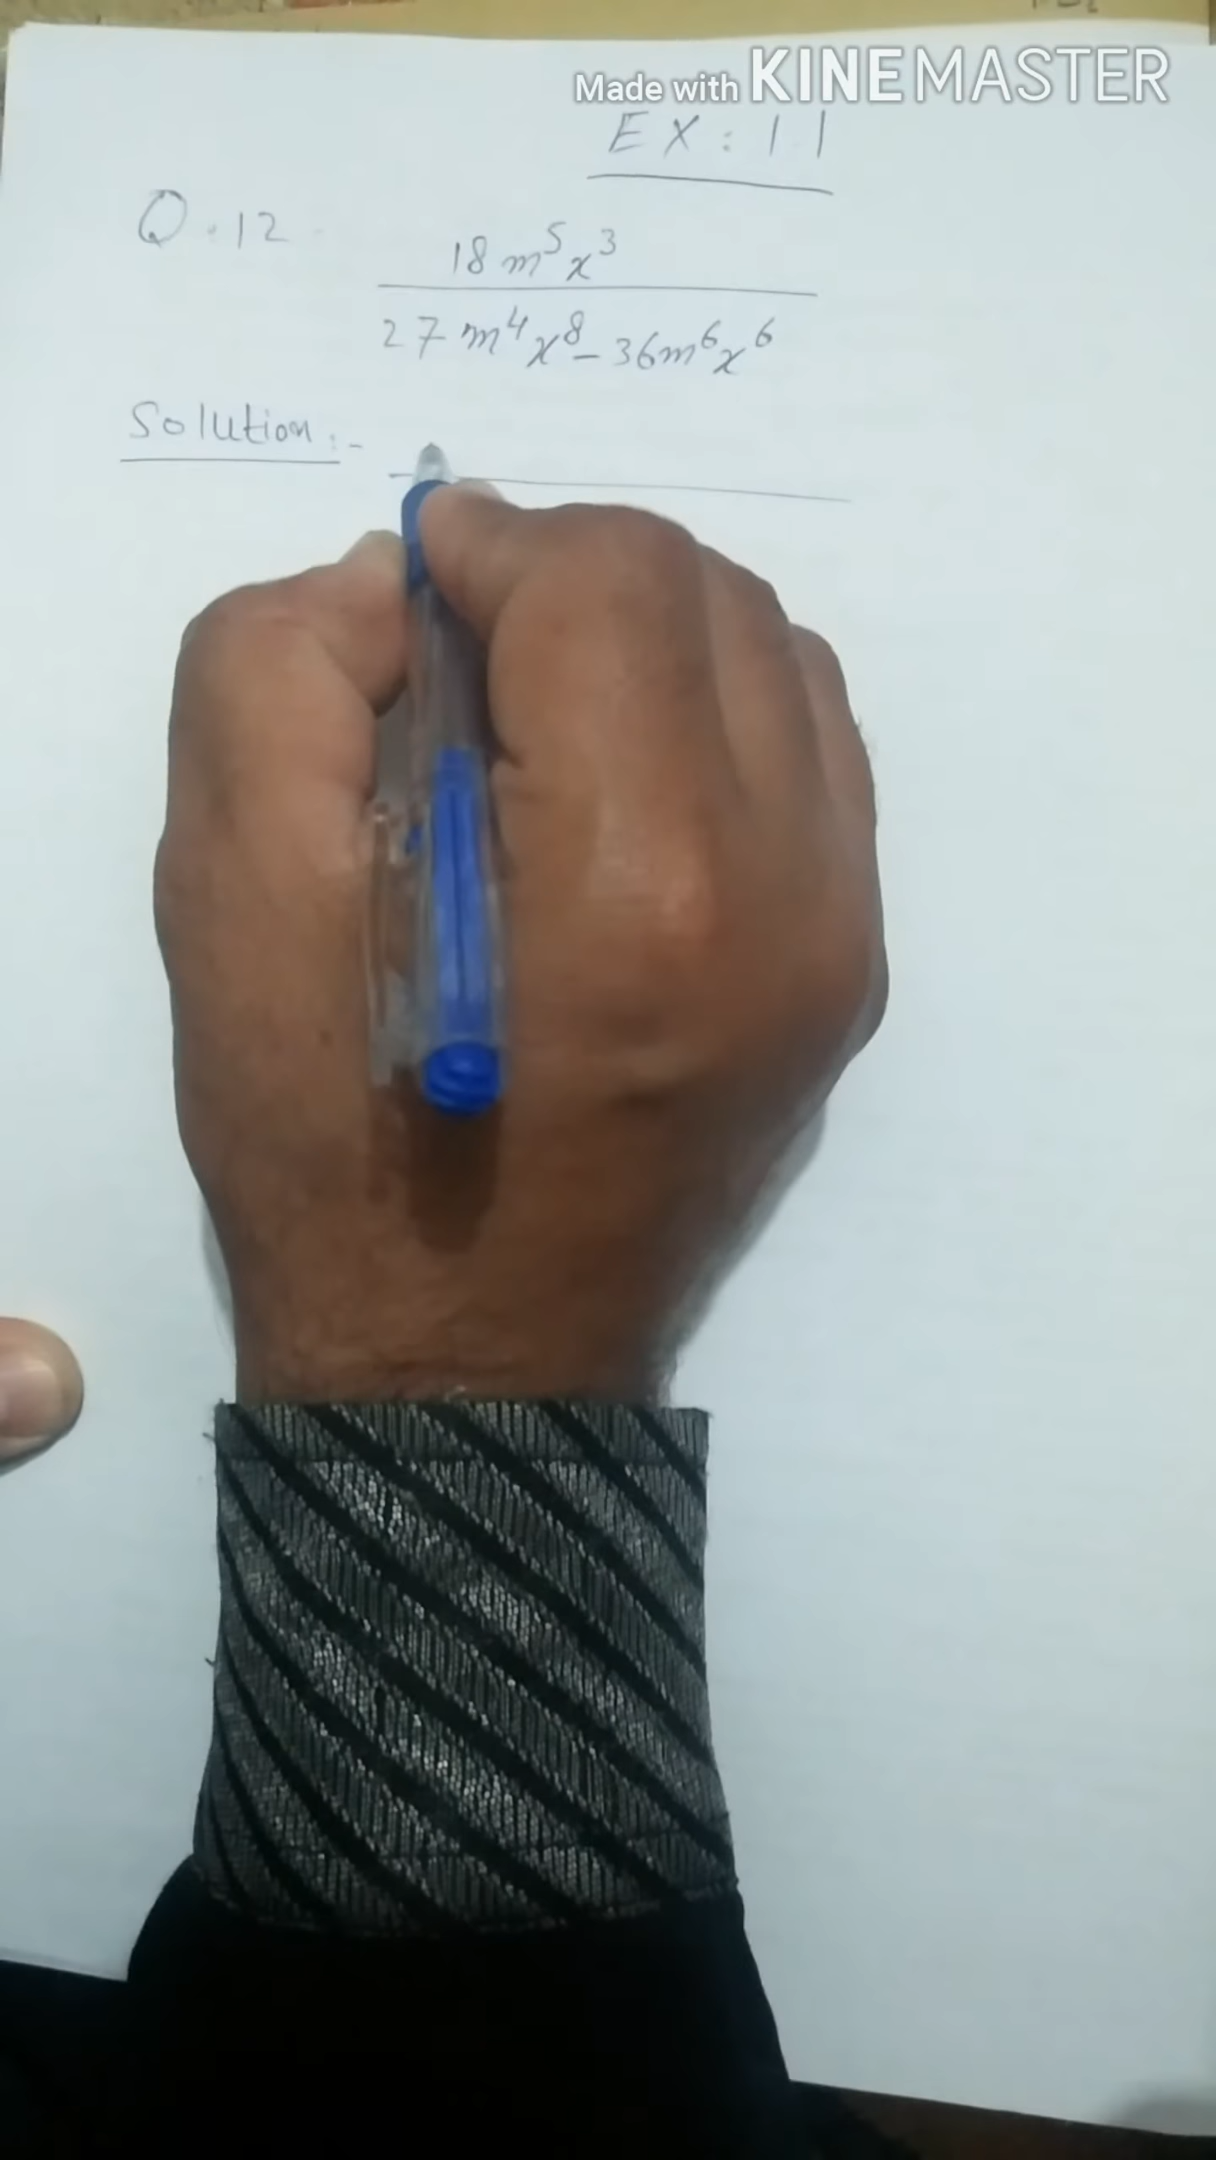 Made with KINEMASTER
EX: 1.1
Q.12
18m⁵x³
27m⁴x⁸-36m⁶x⁶
Solution:-